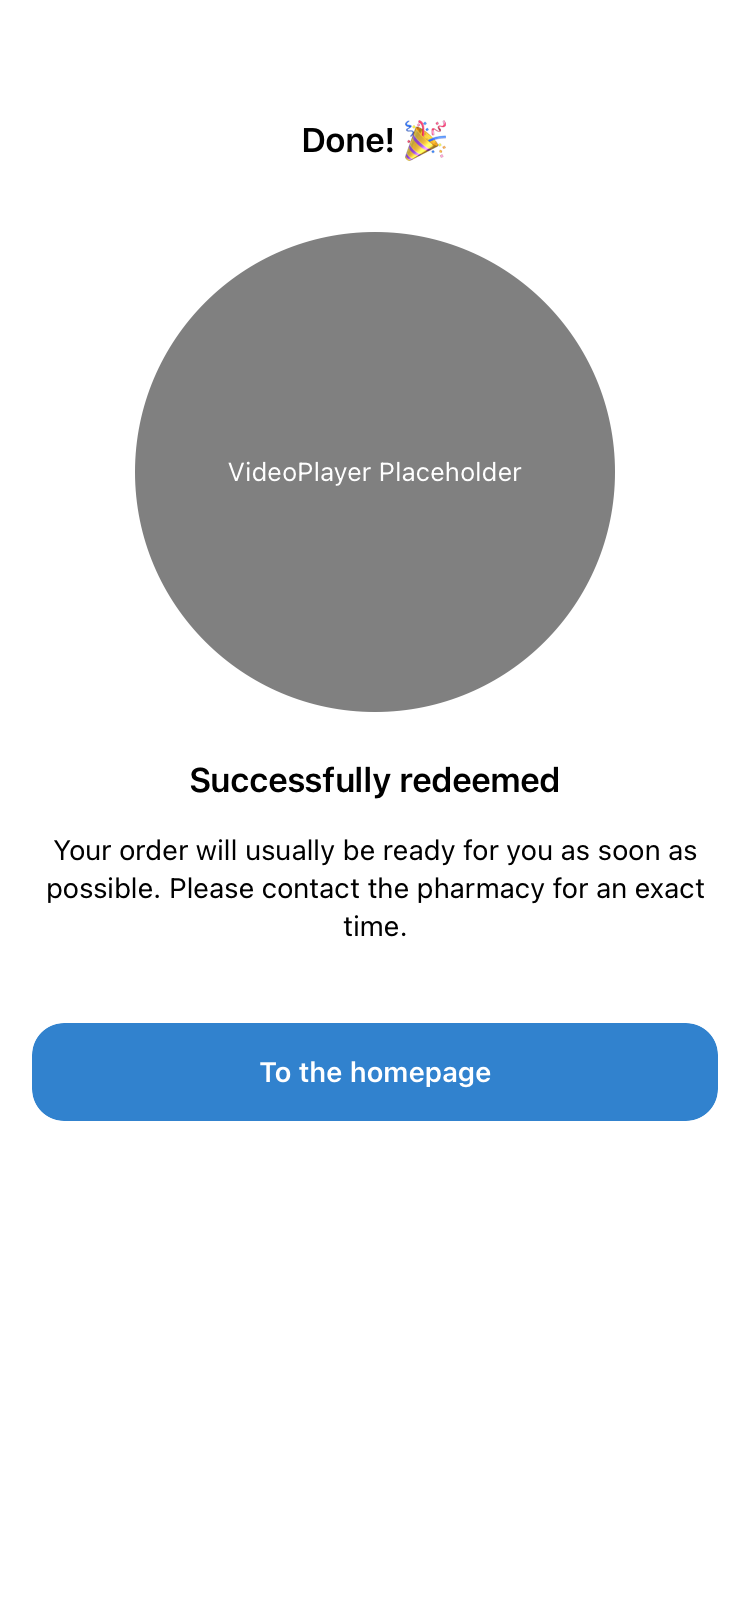 Done! 🎉
VideoPlayer Placeholder
Successfully redeemed
Your order will usually be ready for you as soon as
possible. Please contact the pharmacy for an exact
time.
To the homepage